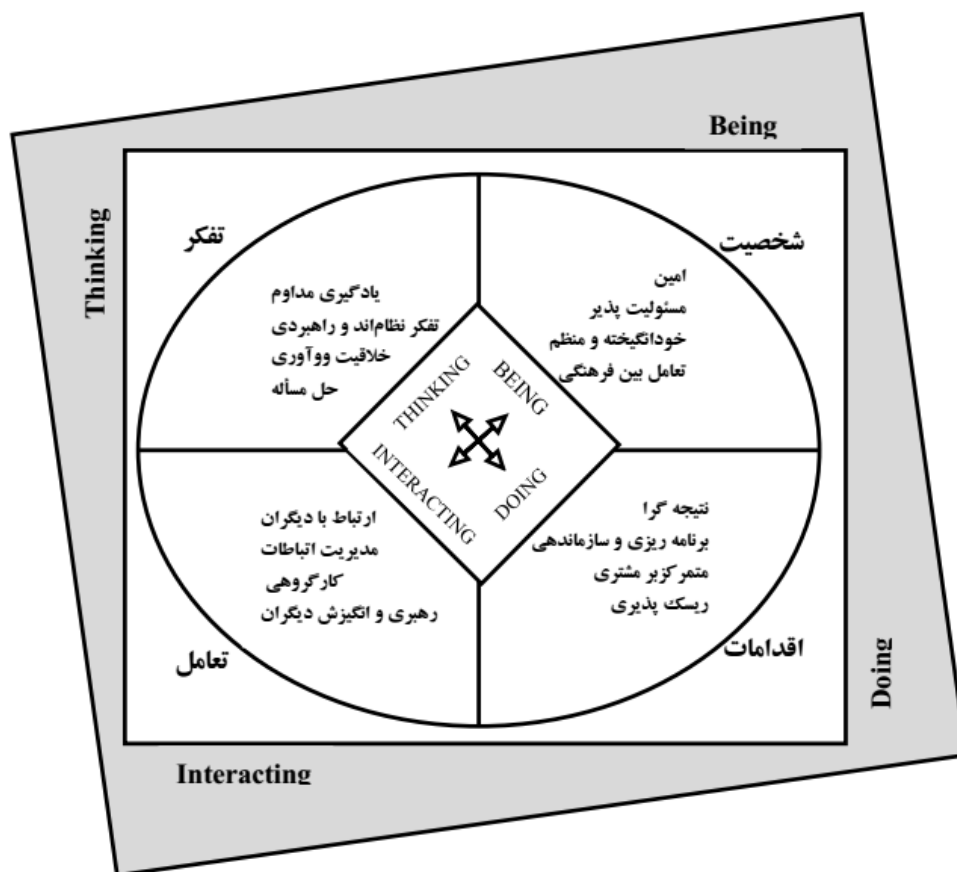 Being
Thinking
تفکر
شخصیت
یادگیری مداوم
تفکر نظام‌اند و راهبردی
خلاقیت ووآوری
حل مسأله
امین
مسئولیت پذیر
خودانگیخته و منظم
تعامل بین فرهنگی
THINKING
BEING
INTERACTING
DOING
ارتباط با دیگران
مدیریت اتباطات
کارگروهی
رهبری و انگیزش دیگران
نتیجه گرا
برنامه ریزی و سازماندهی
متمرکزبر مشتری
ریسک پذیری
تعامل
اقدامات
Doing
Interacting